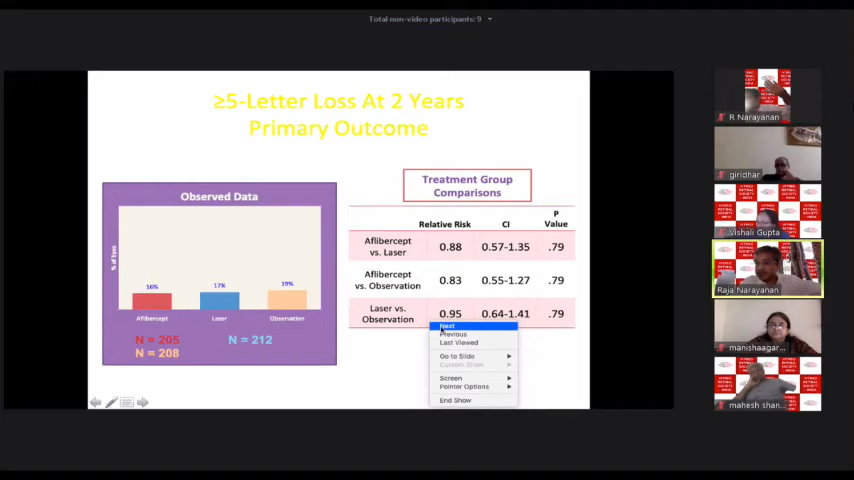 Total non-video participants: 9
≥5-Letter Loss At 2 Years
Primary Outcome
Observed Data
% of Eyes
16%
17%
19%
Aflibercept
Laser
Observation
N = 205
N = 212
N = 208
Treatment Group
Comparisons
Relative Risk
CI
P
Value
Aflibercept
vs. Laser
0.88
0.57-1.35
.79
Aflibercept
vs. Observation
0.83
0.55-1.27
.79
Laser vs.
Observation
0.95
0.64-1.41
.79
Next
Previous
Last Viewed
Go to Slide
Custom Show
Screen
Pointer Options
End Show
R Narayanan
giridhar
Vishali Gupta
Raja Narayanan
manishaagar...
mahesh shan...